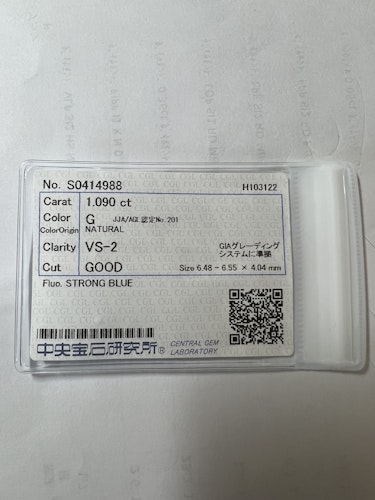 No. S0414988 H103122
Carat 1.090 ct
Color G JJA/AGL認定No.201
ColorOrigin NATURAL
Clarity VS-2 GIAグレーディング
システムに準拠
Cut GOOD Size 6.48 - 6.55 × 4.04 mm
Fluo. STRONG BLUE
中央宝石研究所® CENTRAL GEM
LABORATORY